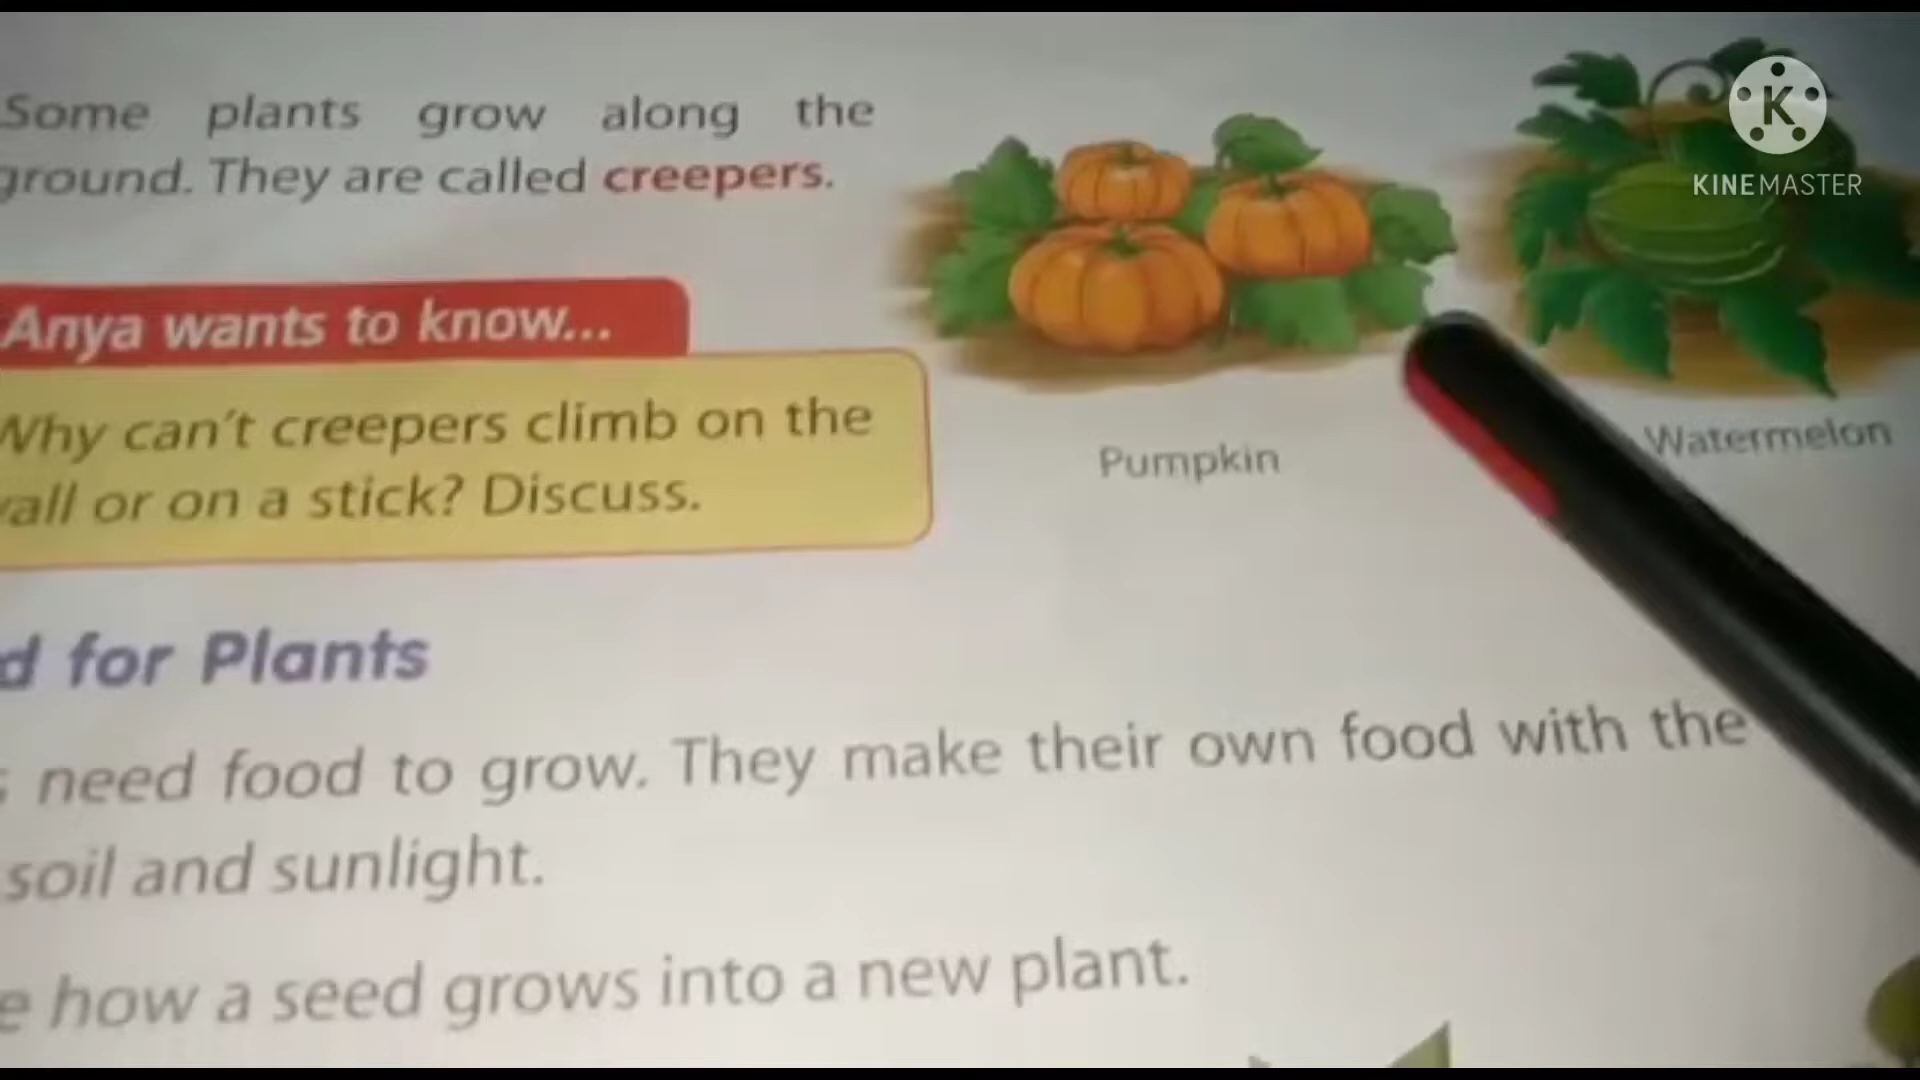 Some plants grow along the
ground. They are called creepers.
Anya wants to know...
Why can't creepers climb on the
all or on a stick? Discuss.
Pumpkin
Watermelon
d for Plants
s need food to grow. They make their own food with the
soil and sunlight.
e how a seed grows into a new plant.
K
KINEMASTER